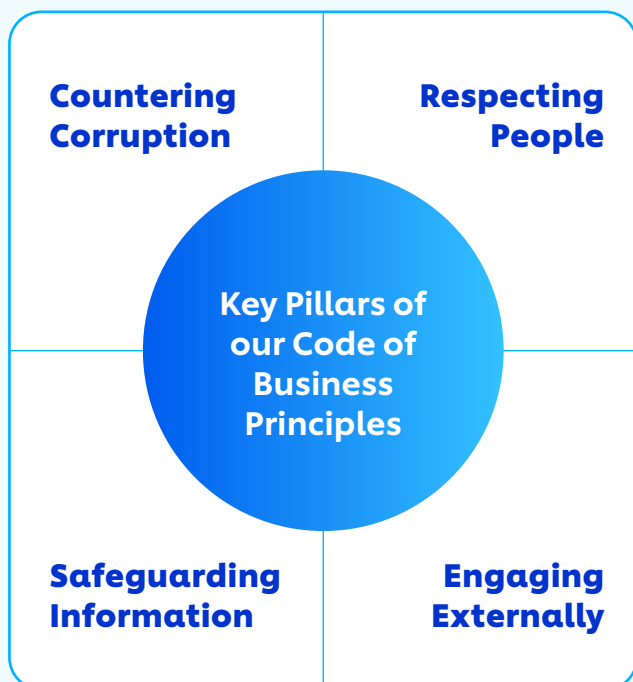 Countering
Corruption
Respecting
People
Key Pillars of
our Code of
Business
Principles
Safeguarding
Information
Engaging
Externally